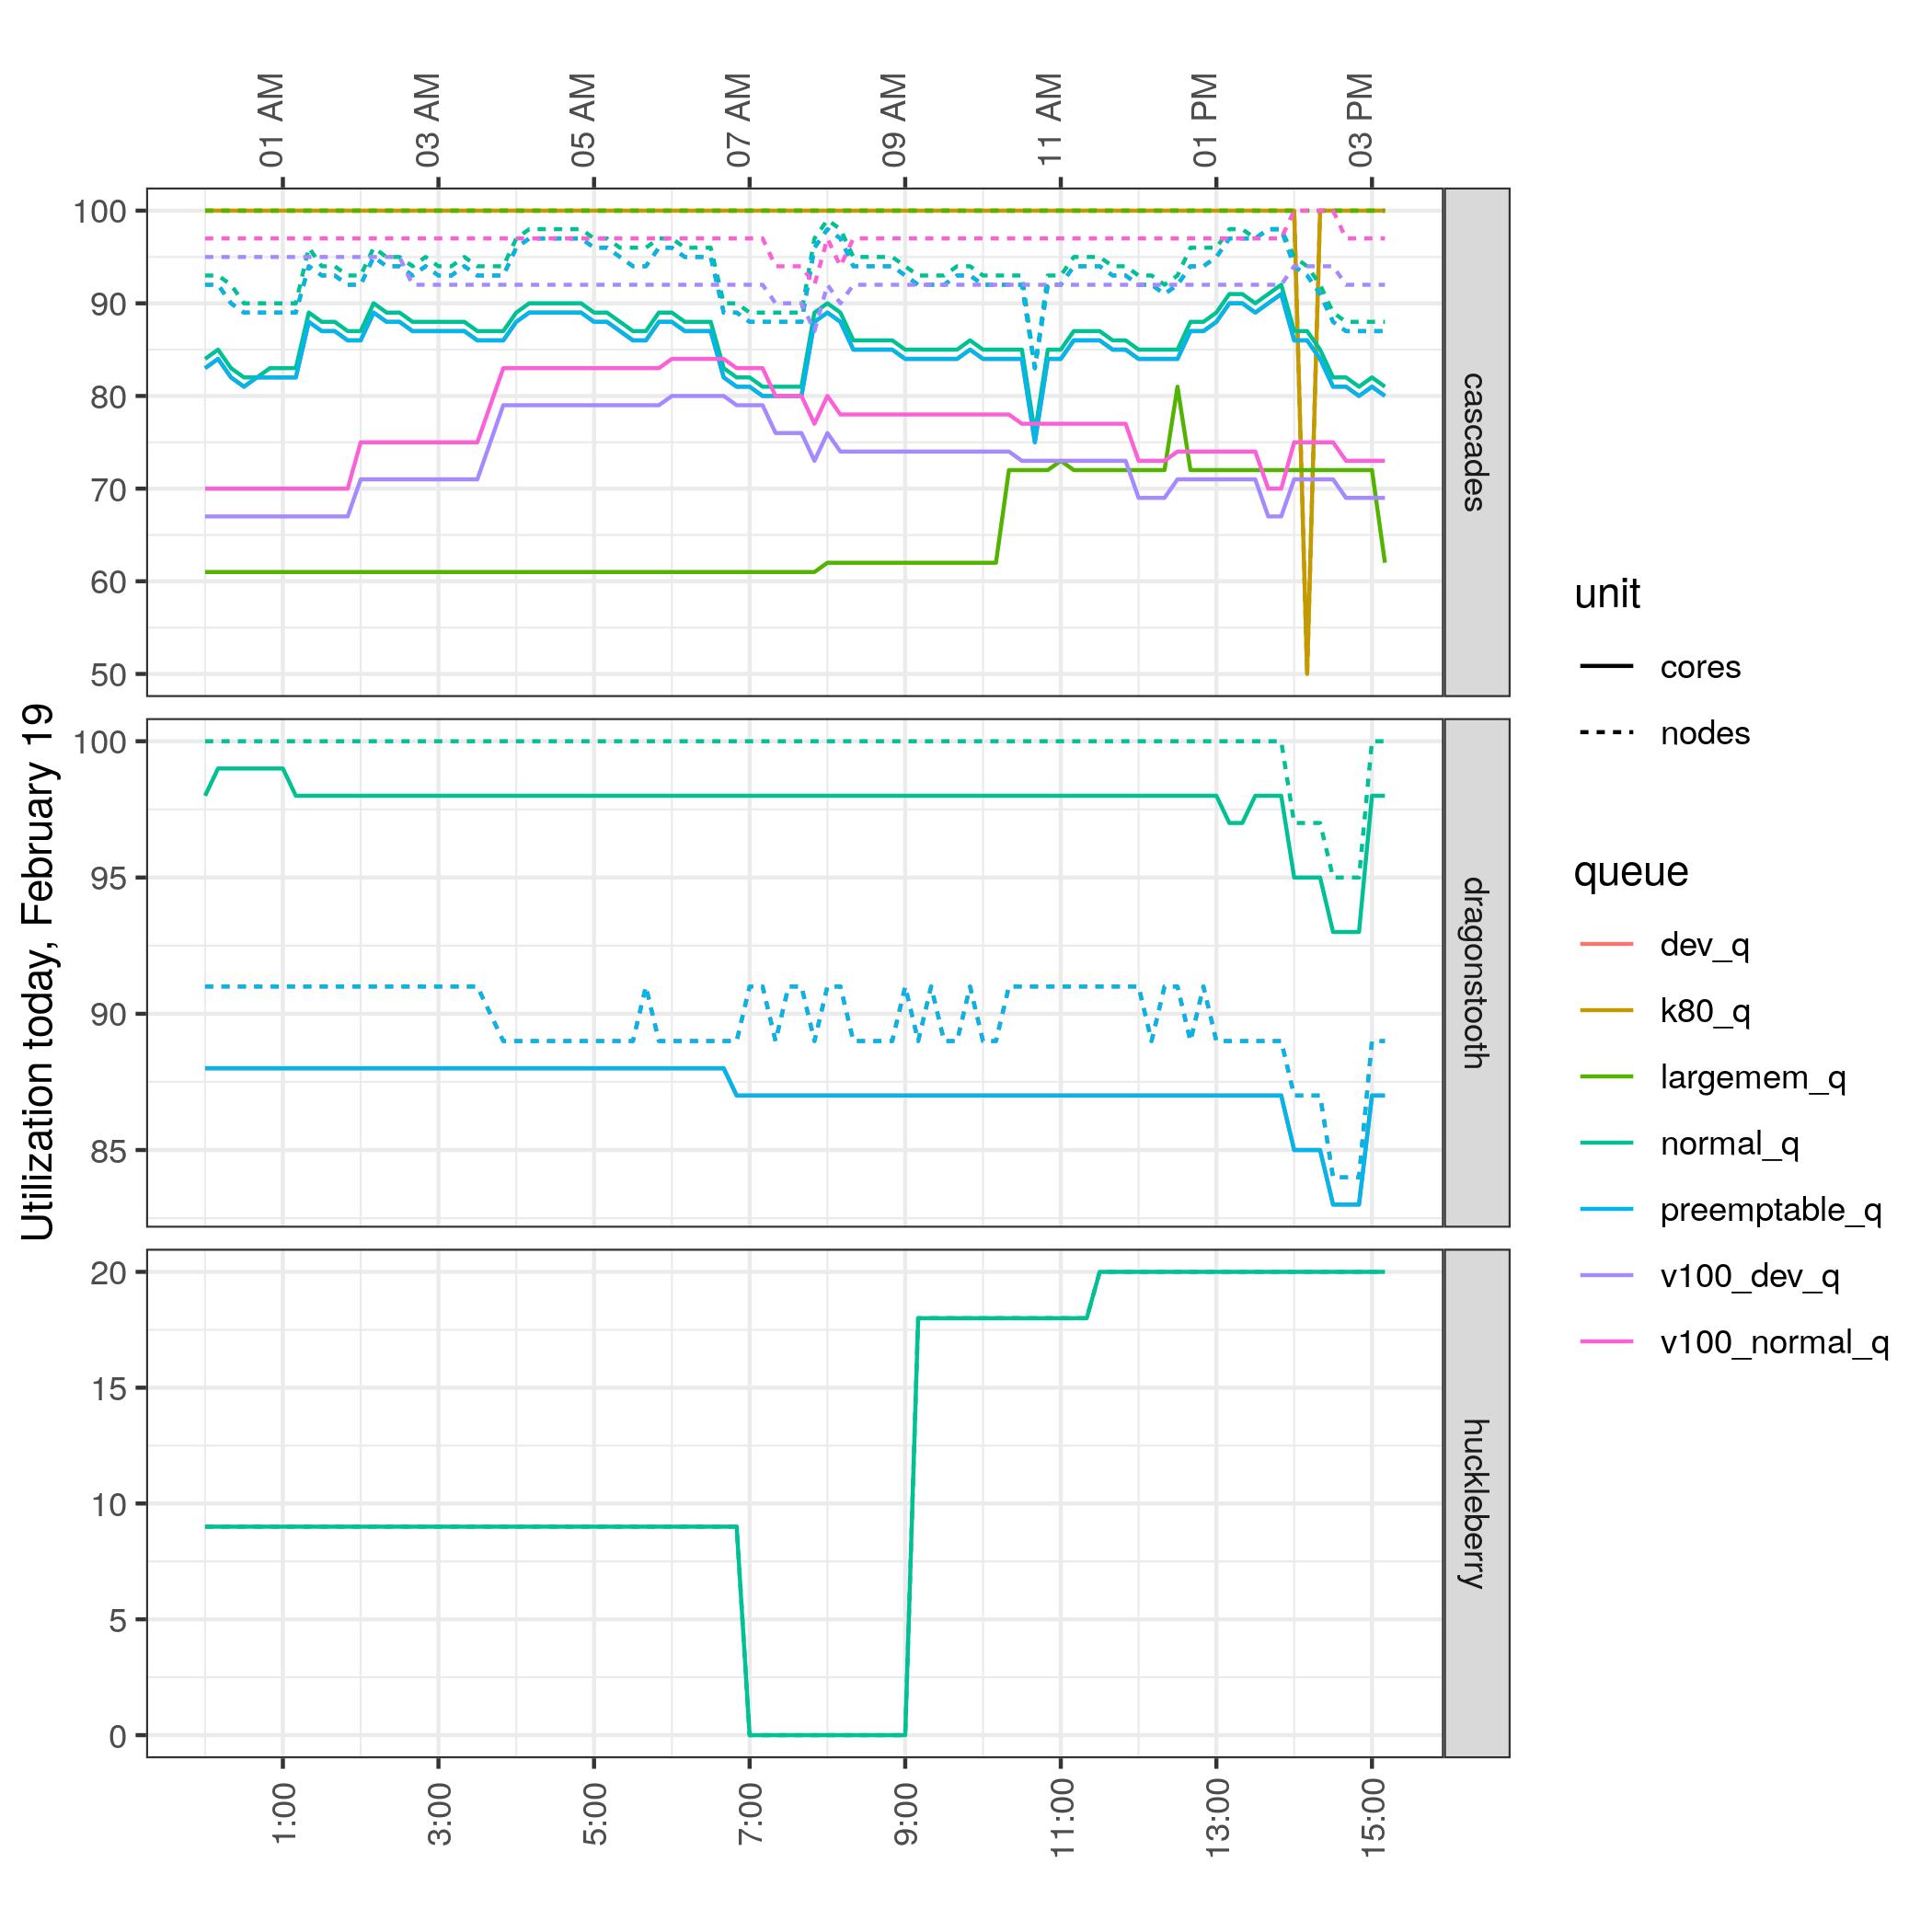 01 AM
03 AM
05 AM
07 AM
09 AM
11 AM
01 PM
03 PM
Utilization today, February 19
100
90
80
70
60
50
cascades
100
95
90
85
dragonstooth
20
15
10
5
0
huckleberry
1:00
3:00
5:00
7:00
9:00
11:00
13:00
15:00
unit
cores
nodes
queue
dev_q
k80_q
largemem_q
normal_q
preemptable_q
v100_dev_q
v100_normal_q